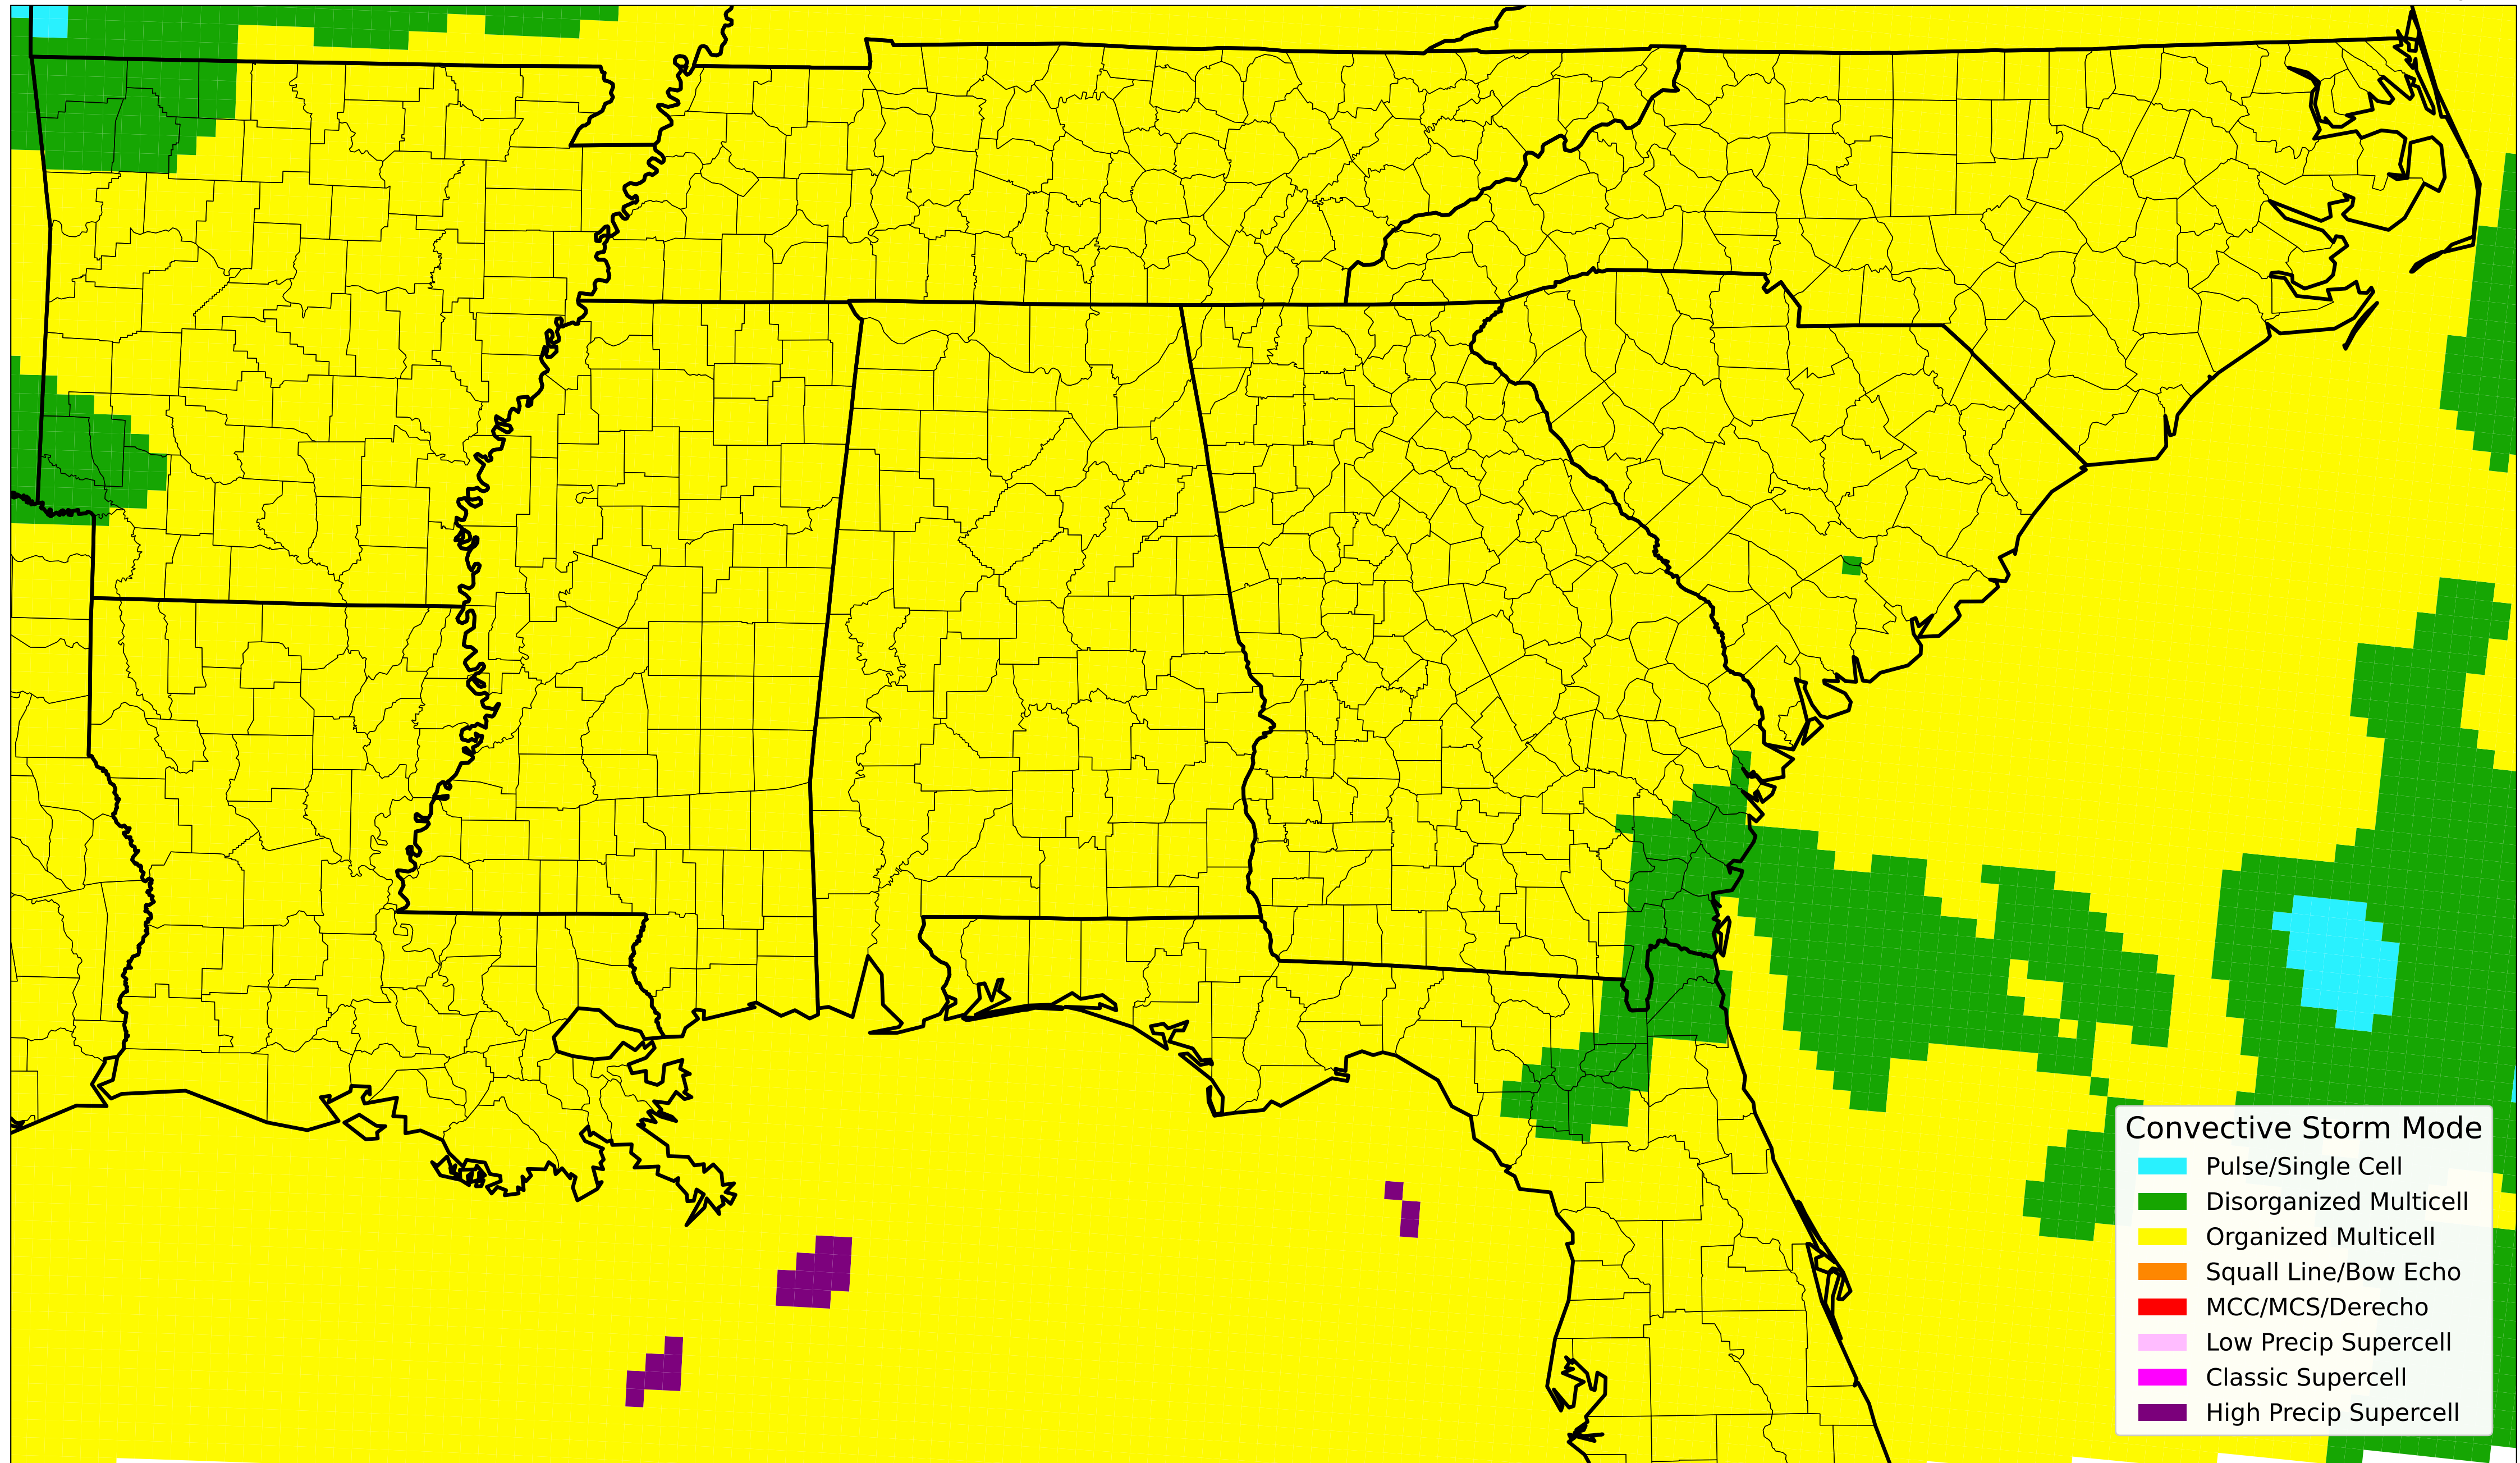 Convective Storm Mode
Pulse/Single Cell
Disorganized Multicell
Organized Multicell
Squall Line/Bow Echo
MCC/MCS/Derecho
Low Precip Supercell
Classic Supercell
High Precip Supercell